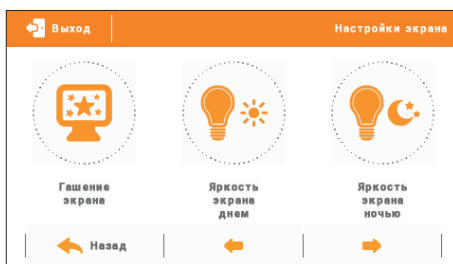 Выход
Настройки экрана
Гашение
экрана
Яркость
экрана
днем
Яркость
экрана
ночью
Назад